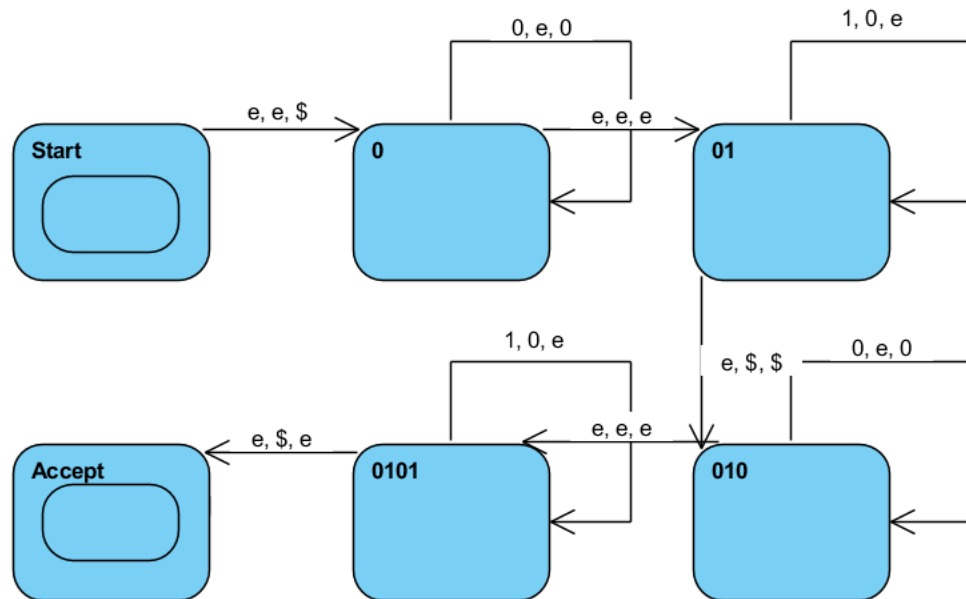 1, 0, e
0, e, 0
e, e, $
e, e, e
Start
0
01
1, 0, e
0, e, 0
e, $, $
e, e, e
e, $, e
Accept
0101
010